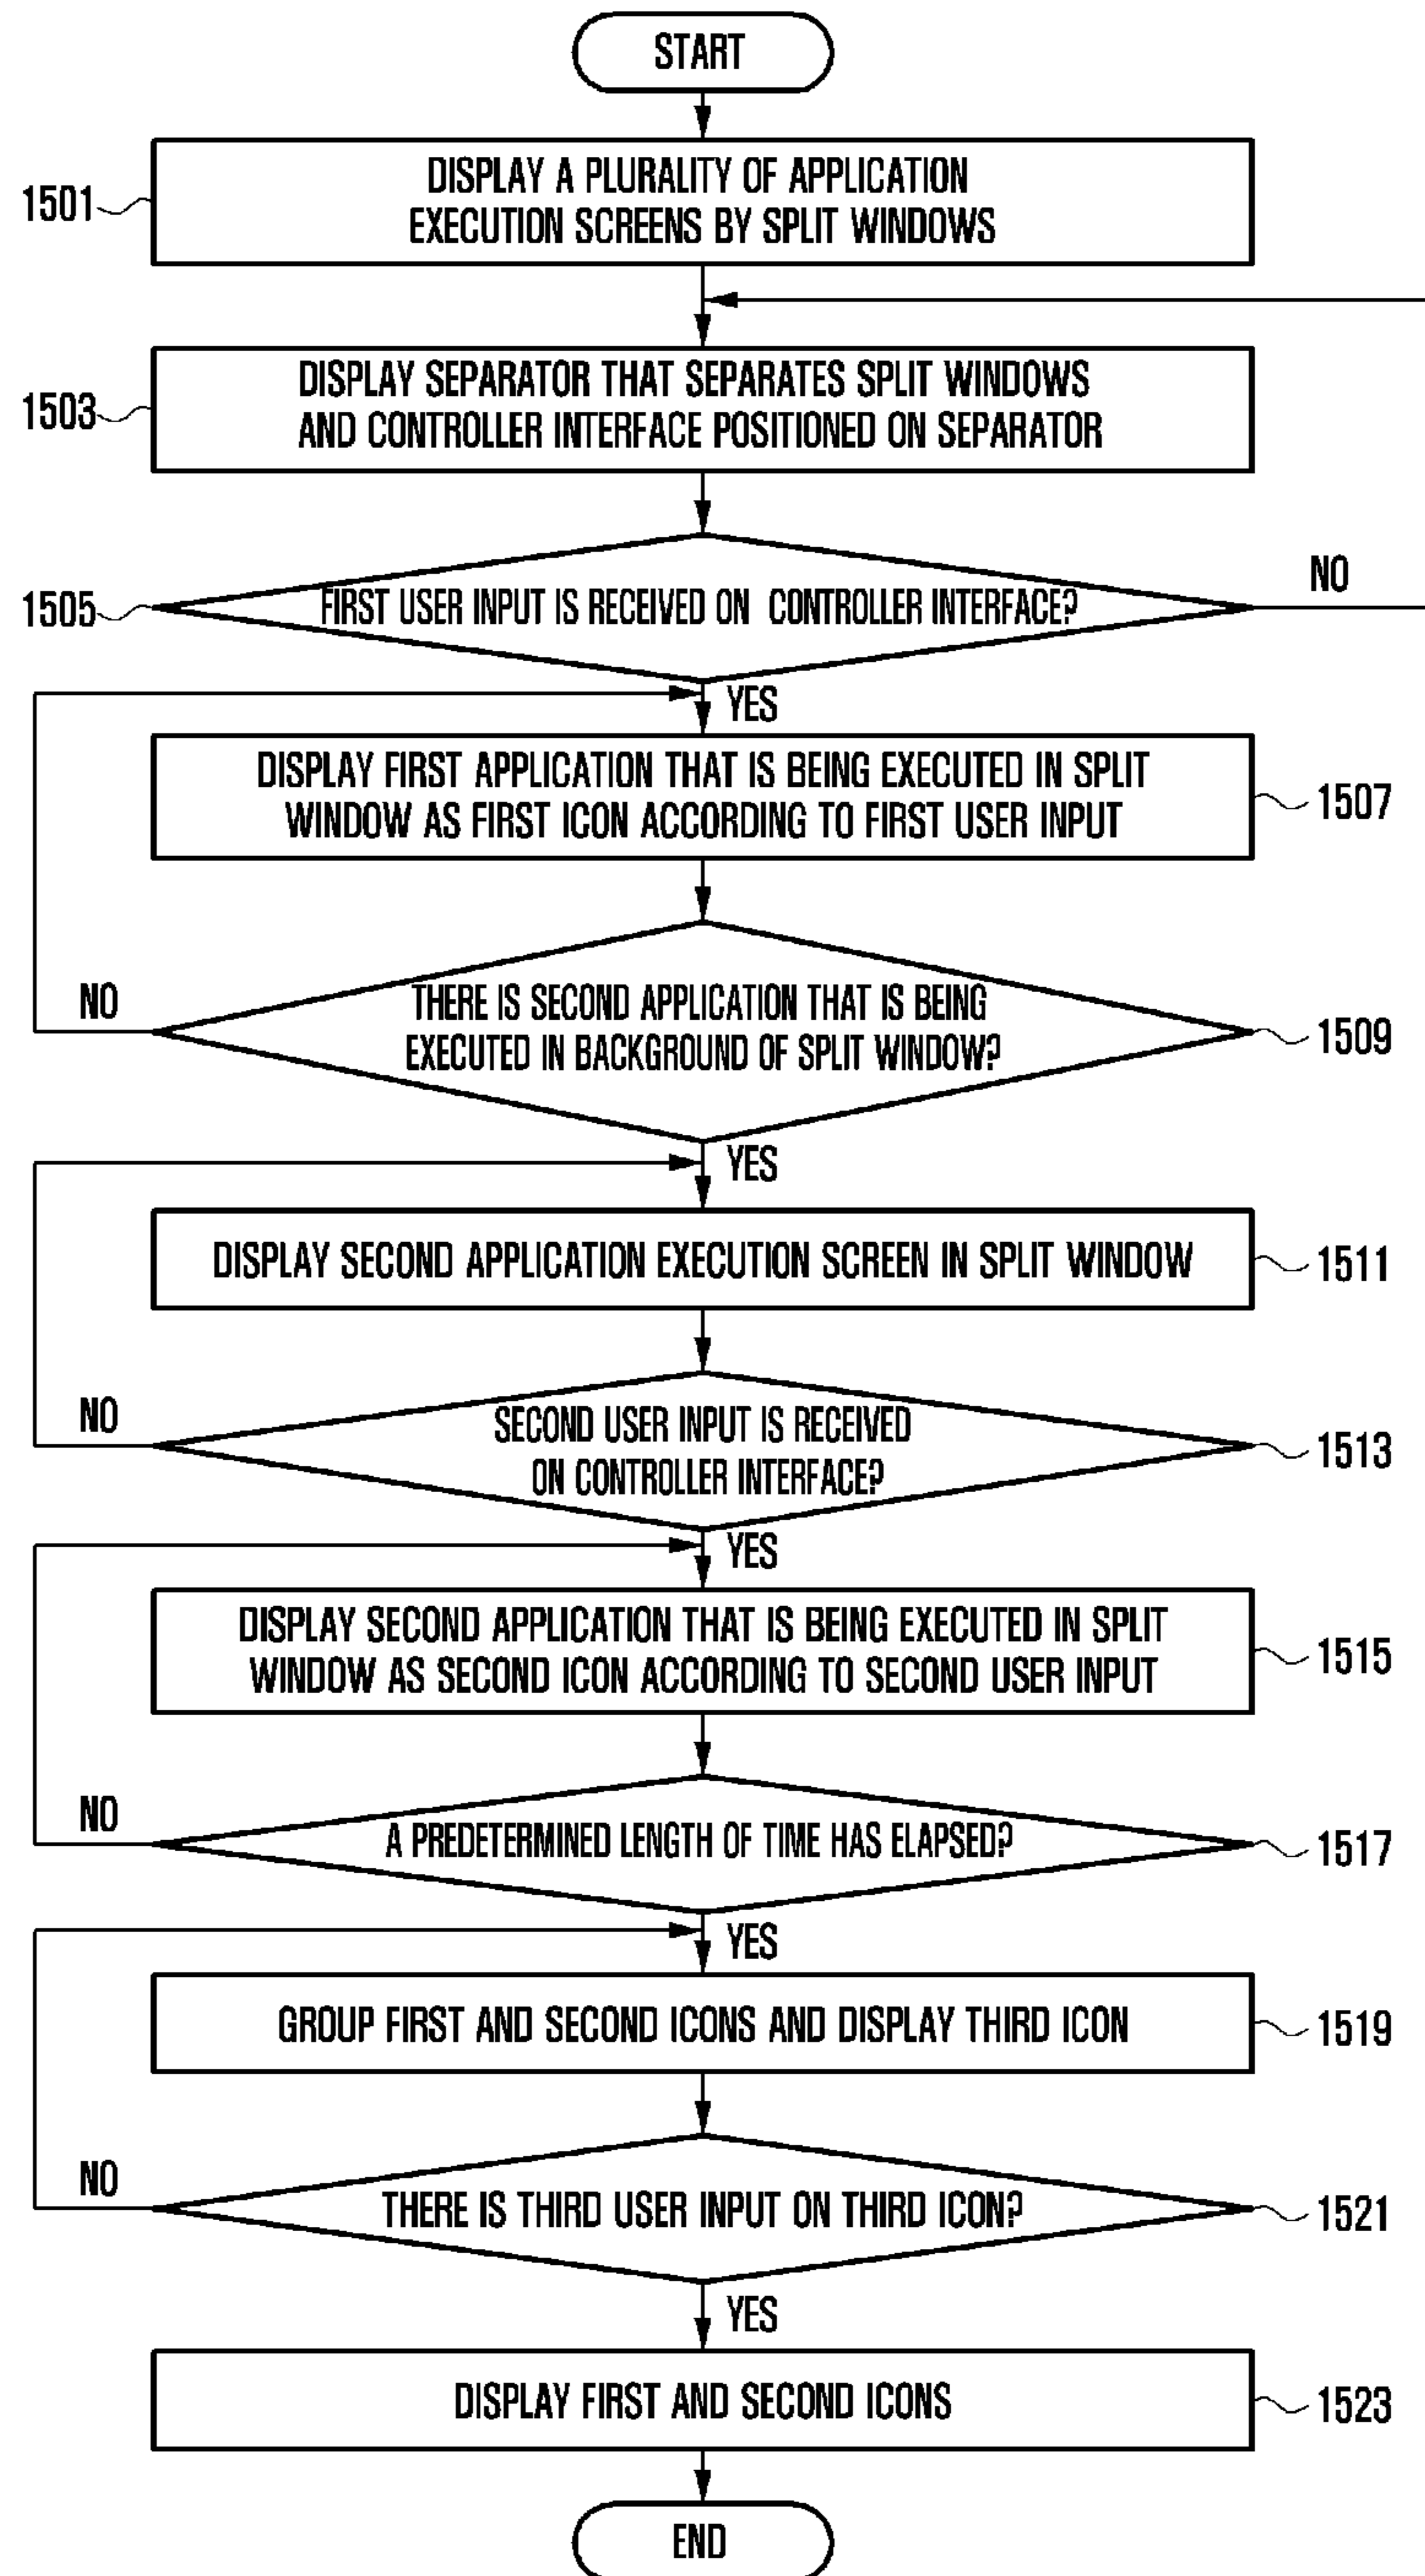 START
DISPLAY A PLURALITY OF APPLICATION
EXECUTION SCREENS BY SPLIT WINDOWS
1501
DISPLAY SEPARATOR THAT SEPARATES SPLIT WINDOWS
AND CONTROLLER INTERFACE POSITIONED ON SEPARATOR
1503
FIRST USER INPUT IS RECEIVED ON CONTROLLER INTERFACE?
1505
NO
YES
DISPLAY FIRST APPLICATION THAT IS BEING EXECUTED IN SPLIT
WINDOW AS FIRST ICON ACCORDING TO FIRST USER INPUT
1507
THERE IS SECOND APPLICATION THAT IS BEING
EXECUTED IN BACKGROUND OF SPLIT WINDOW?
1509
NO
YES
DISPLAY SECOND APPLICATION EXECUTION SCREEN IN SPLIT WINDOW
1511
SECOND USER INPUT IS RECEIVED
ON CONTROLLER INTERFACE?
1513
NO
YES
DISPLAY SECOND APPLICATION THAT IS BEING EXECUTED IN SPLIT
WINDOW AS SECOND ICON ACCORDING TO SECOND USER INPUT
1515
A PREDETERMINED LENGTH OF TIME HAS ELAPSED?
1517
NO
YES
GROUP FIRST AND SECOND ICONS AND DISPLAY THIRD ICON
1519
THERE IS THIRD USER INPUT ON THIRD ICON?
1521
NO
YES
DISPLAY FIRST AND SECOND ICONS
1523
END